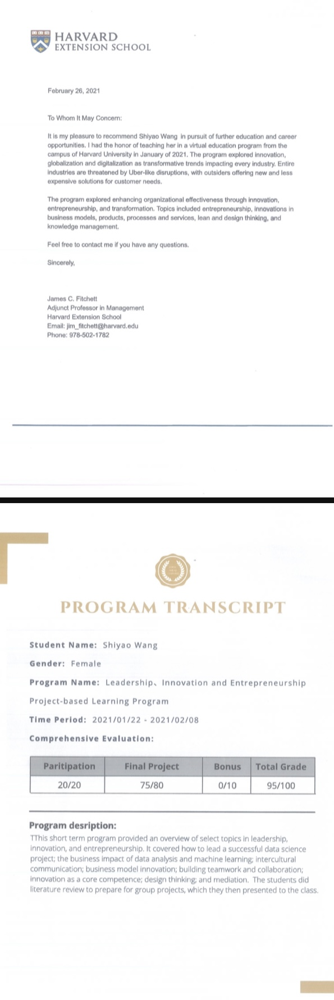 HARVARD
EXTENSION SCHOOL
February 26, 2021
To Whom It May Concern:
It is my pleasure to recommend Shiyao Wang in pursuit of further education and career
opportunities. I had the honor of teaching her in a virtual education program from the
campus of Harvard University in January of 2021. The program explored innovation,
globalization and digitalization as transformative trends impacting every industry. Entire
industries are threatened by Uber-like disruptions, with outsiders offering new and less
expensive solutions for customer needs.
The program explored enhancing organizational effectiveness through innovation,
entrepreneurship, and transformation. Topics included entrepreneurship, innovations in
business models, products, processes and services, lean and design thinking, and
knowledge management.
Feel free to contact me if you have any questions.
Sincerely,
James C. Fitchett
Adjunct Professor in Management
Harvard Extension School
Email: jim_fitchett@harvard.edu
Phone: 978-502-1782
PROGRAM TRANSCRIPT
Student Name: Shiyao Wang
Gender: Female
Program Name: Leadership、Innovation and Entrepreneurship
Project-based Learning Program
Time Period: 2021/01/22 - 2021/02/08
Comprehensive Evaluation:
Paritipation Final Project Bonus Total Grade
20/20 75/80 0/10 95/100
Program desription:
TThis short term program provided an overview of select topics in leadership,
innovation, and entrepreneurship. It covered how to lead a successful data science
project; the business impact of data analysis and machine learning; intercultural
communication; business model innovation; building teamwork and collaboration;
innovation as a core competence; design thinking; and mediation. The students did
literature review to prepare for group projects, which they then presented to the class.